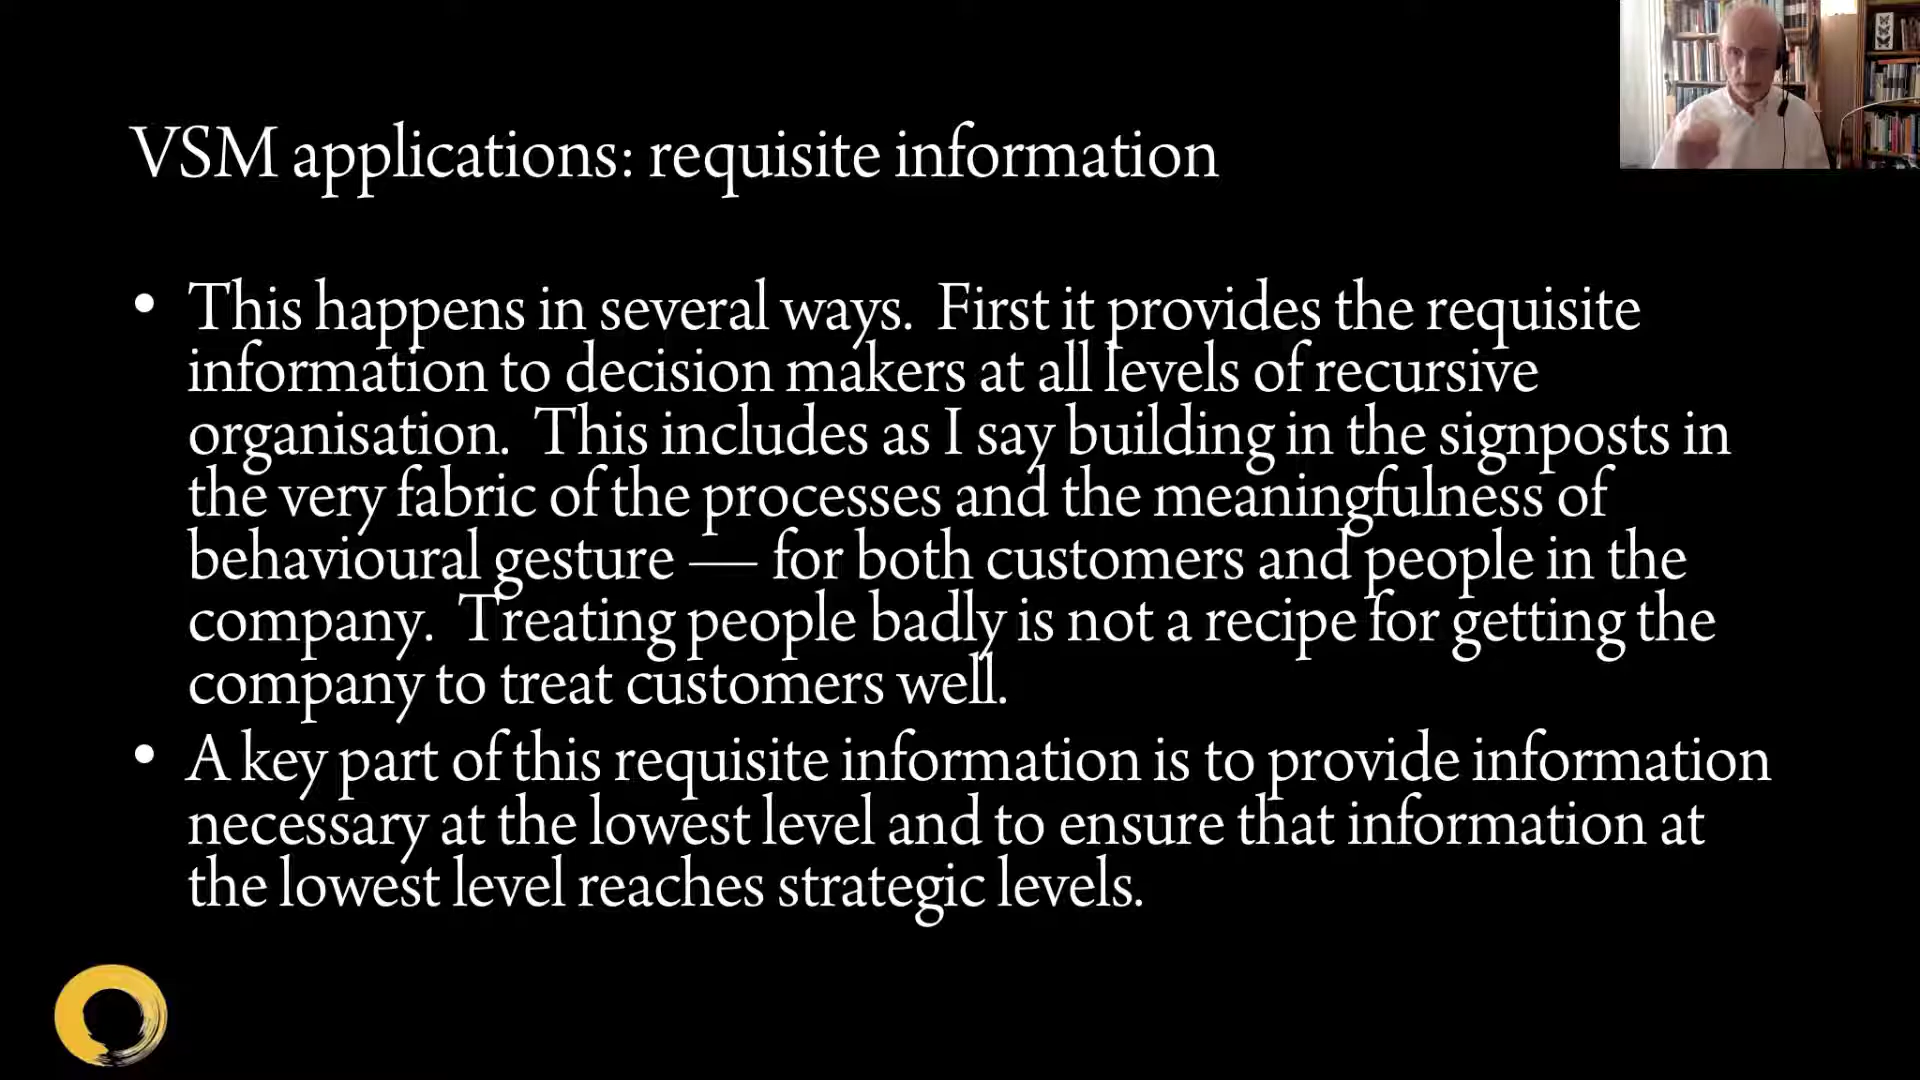 VSM applications: requisite information
• This happens in several ways.  First it provides the requisite
information to decision makers at all levels of recursive
organisation.  This includes as I say building in the signposts in
the very fabric of the processes and the meaningfulness of
behavioural gesture — for both customers and people in the
company.  Treating people badly is not a recipe for getting the
company to treat customers well.
• A key part of this requisite information is to provide information
necessary at the lowest level and to ensure that information at
the lowest level reaches strategic levels.